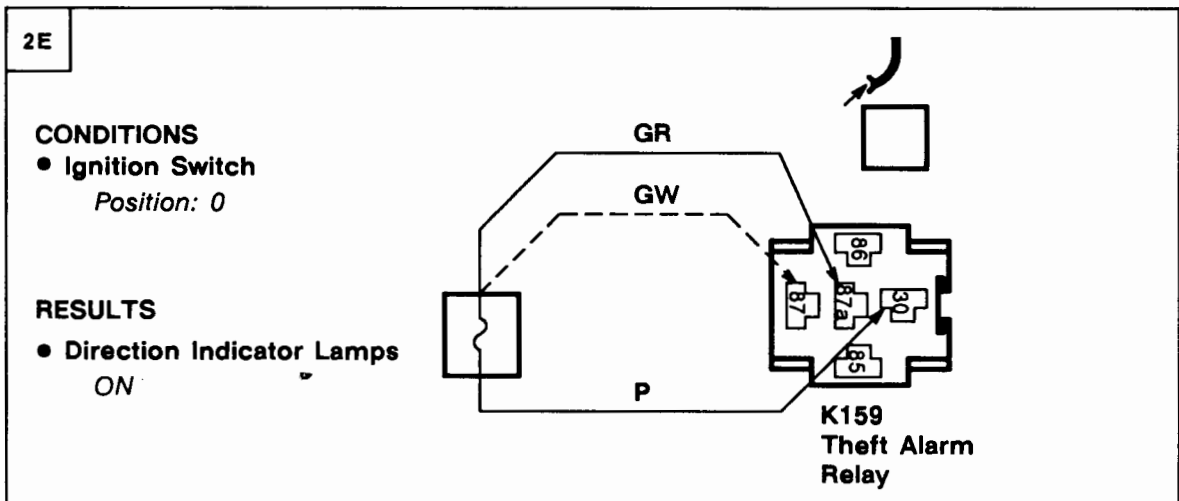 2E
CONDITIONS
● Ignition Switch
Position: 0
RESULTS
● Direction Indicator Lamps
ON
GR
GW
P
86
87
87a
30
85
K159
Theft Alarm
Relay